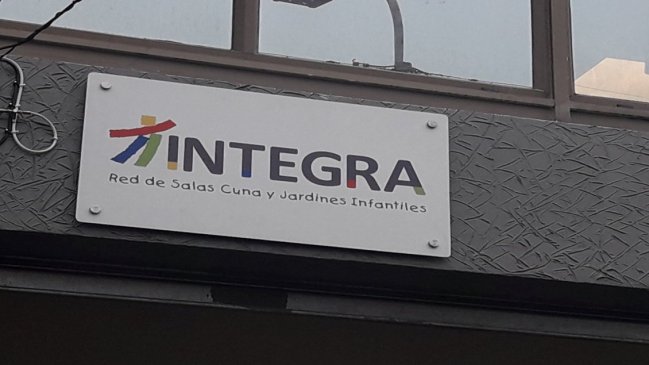 INTEGRA
Red de Salas Cuna y Jardines Infantiles